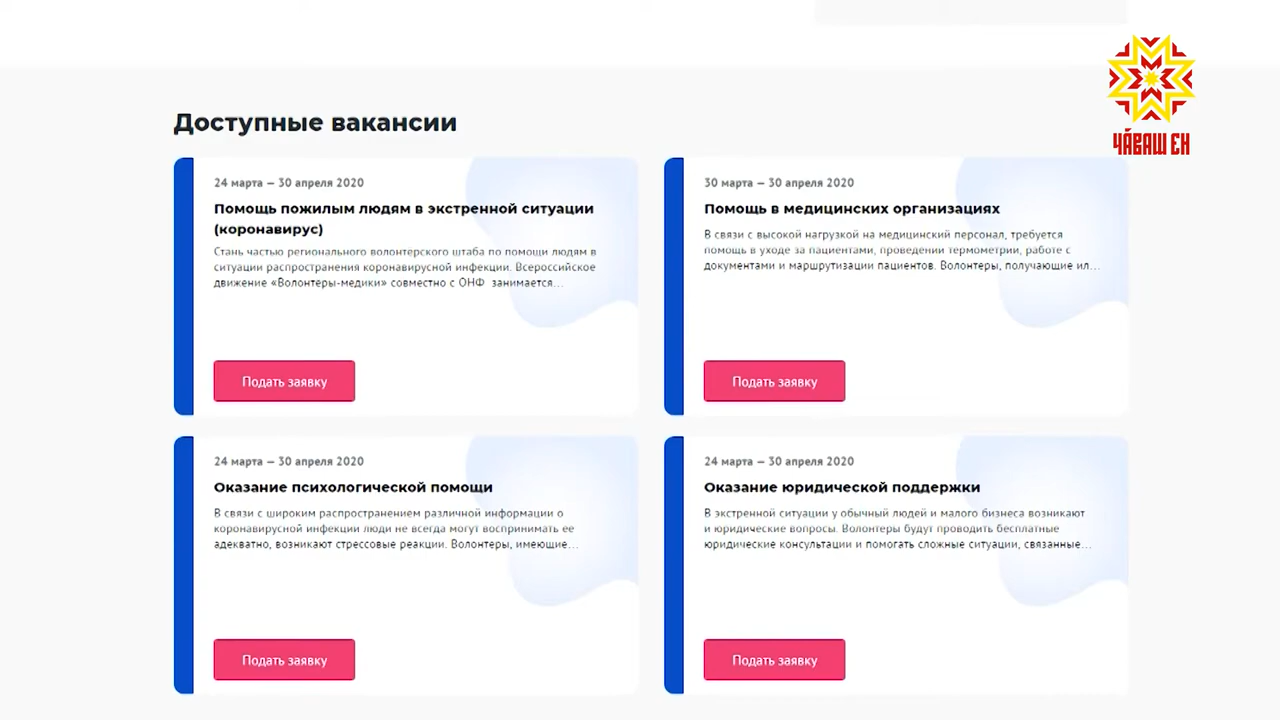 ЧӐВАШ ЕН
Доступные вакансии
24 марта — 30 апреля 2020
Помощь пожилым людям в экстренной ситуации
(коронавирус)
Стань частью регионального волонтерского штаба по помощи людям в
ситуации распространения коронавирусной инфекции. Всероссийское
движение «Волонтеры-медики» совместно с ОНФ занимается...
Подать заявку
30 марта — 30 апреля 2020
Помощь в медицинских организациях
В связи с высокой нагрузкой на медицинский персонал, требуется
помощь в уходе за пациентами, проведении термометрии, работе с
документами и маршрутизации пациентов. Волонтеры, получающие ил...
Подать заявку
24 марта — 30 апреля 2020
Оказание психологической помощи
В связи с широким распространением различной информации о
коронавирусной инфекции люди не всегда могут воспринимать ее
адекватно, возникают стрессовые реакции. Волонтеры, имеющие...
Подать заявку
24 марта — 30 апреля 2020
Оказание юридической поддержки
В экстренной ситуации у обычный людей и малого бизнеса возникают
и юридические вопросы. Волонтеры будут проводить бесплатные
юридические консультации и помогать сложные ситуации, связанные...
Подать заявку